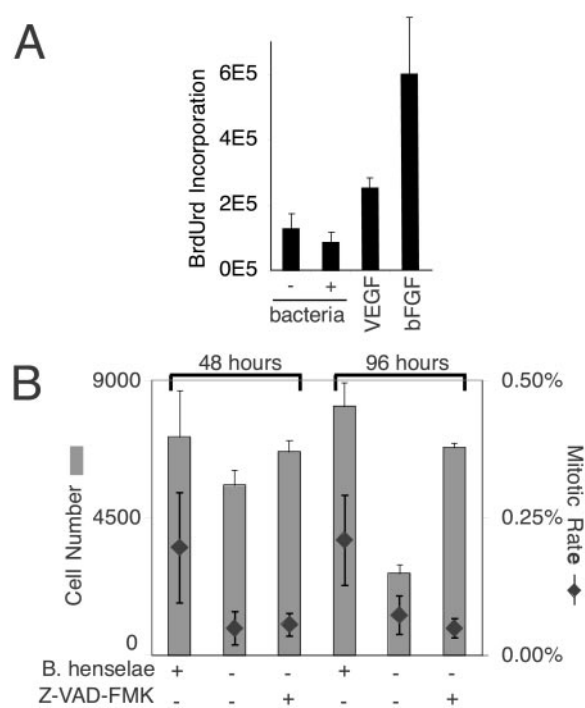 A
BrdUrd Incorporation
6E5
4E5
2E5
0E5
- +
bacteria
VEGF
bFGF
B
48 hours 96 hours
9000 0.50%
Cell Number
4500 0.25%
Mitotic Rate
0 0.00%
B. henselae + - - + - -
Z-VAD-FMK - - + - - +